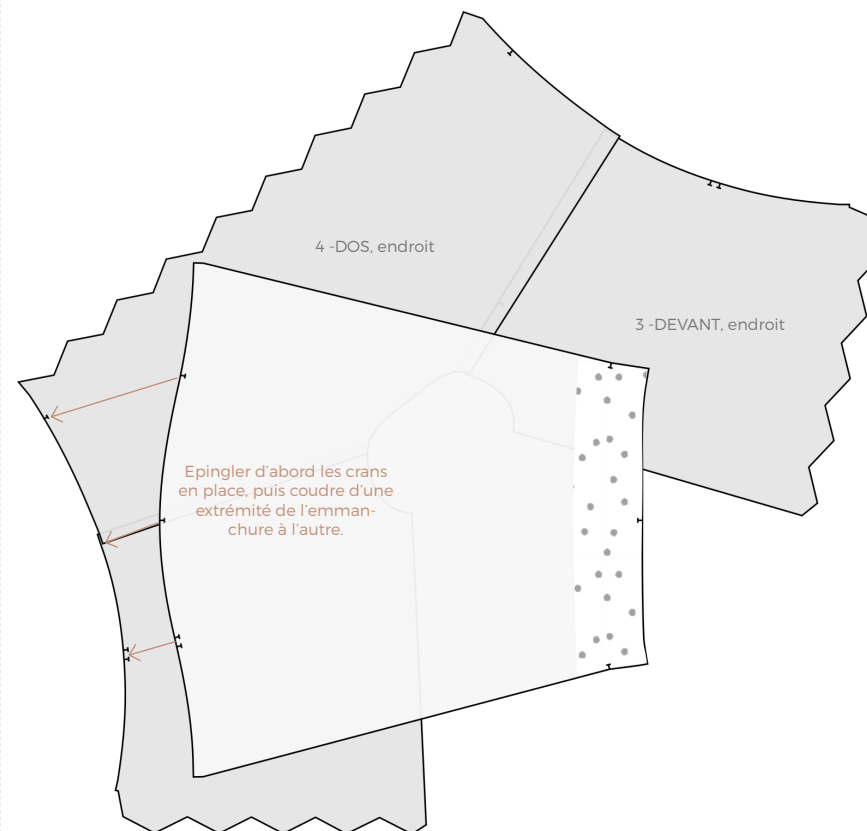 4 -DOS, endroit
3 -DEVANT, endroit
Epingler d'abord les crans
en place, puis coudre d'une
extrémité de l'emman-
chure à l'autre.